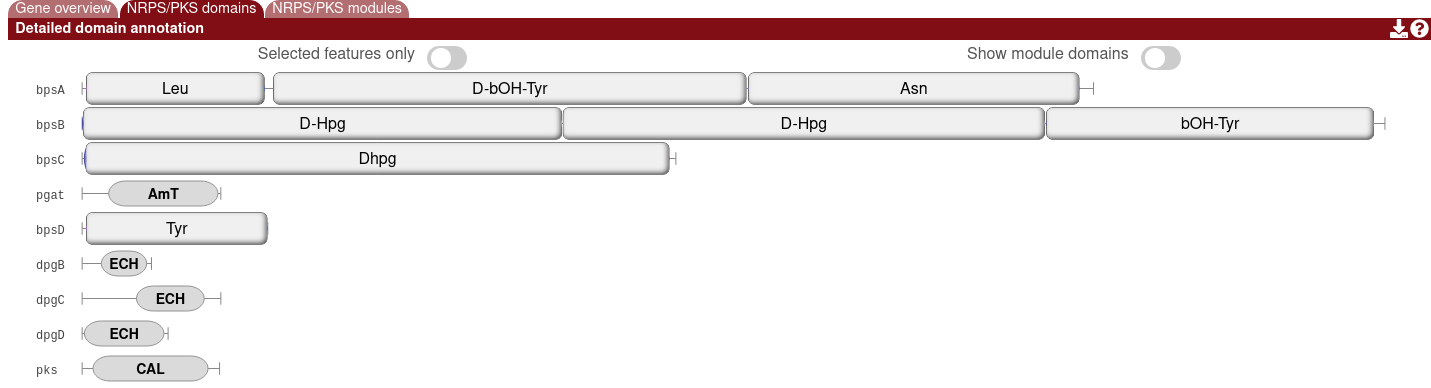 Gene overview NRPS/PKS domains NRPS/PKS modules
Detailed domain annotation
Selected features only Show module domains
bpsA Leu D-bOH-Tyr Asn
bpsB D-Hpg D-Hpg bOH-Tyr
bpsC Dhpg
pgat AmT
bpsD Tyr
dpgB ECH
dpgC ECH
dpgD ECH
pks CAL